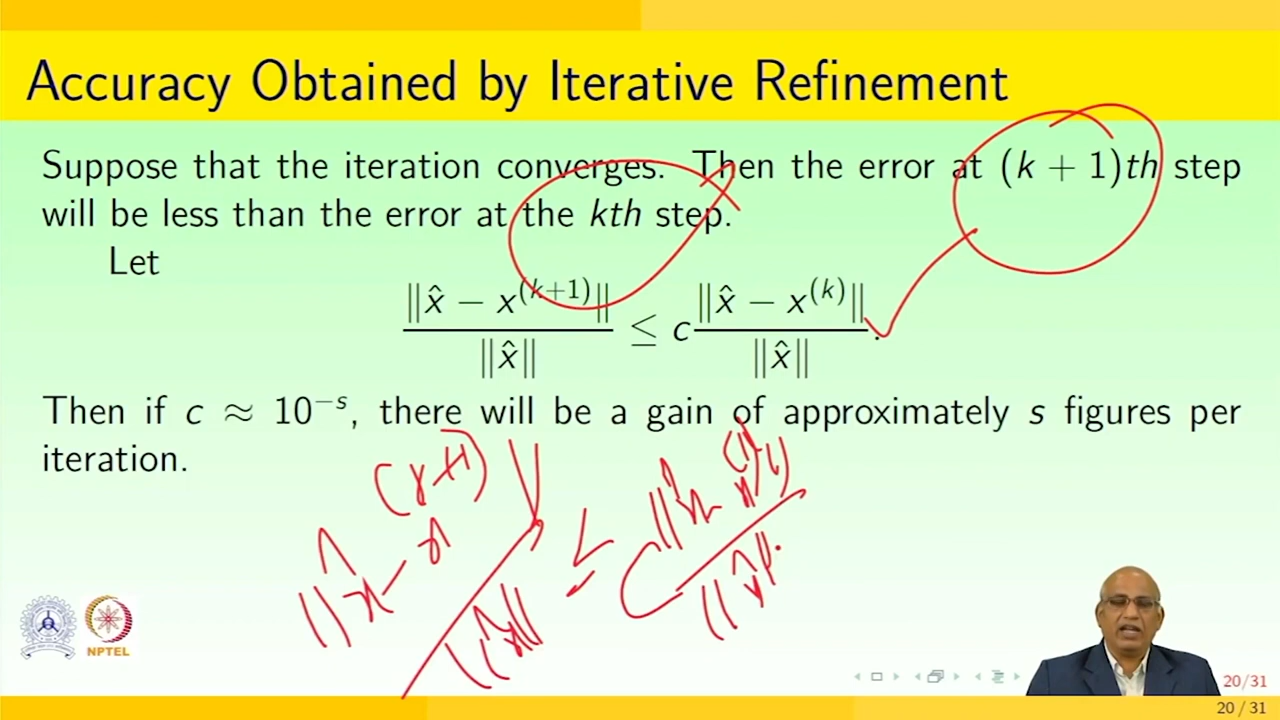 Accuracy Obtained by Iterative Refinement
Suppose that the iteration converges. Then the error at (k + 1)th step
will be less than the error at the kth step.
Let
‖x̂ − x^(k+1)‖ / ‖x̂‖ ≤ c ‖x̂ − x^(k)‖ / ‖x̂‖.
Then if c ≈ 10^−s, there will be a gain of approximately s figures per
iteration.
NPTEL
20/31
20 / 31